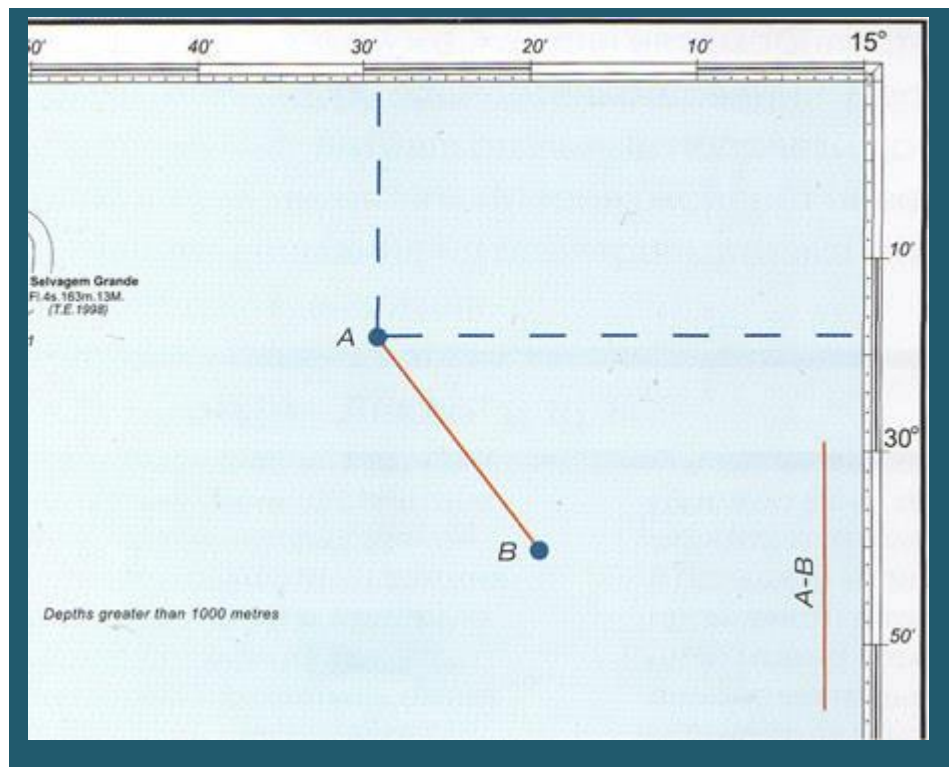 50' 40' 30' 20' 10' 15°
10'
Selvagem Grande
Fl.4s.163m.13M.
(T.E.1998)
A
30°
B
A-B
Depths greater than 1000 metres
50'